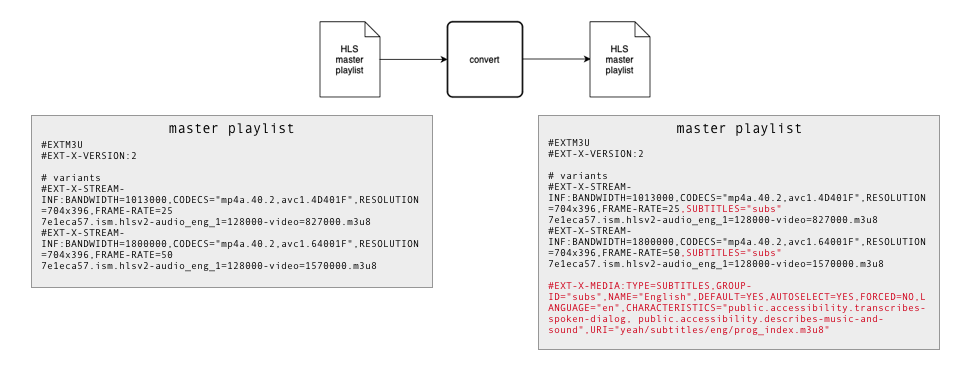 HLS
master
playlist
convert
HLS
master
playlist
master playlist
#EXTM3U
#EXT-X-VERSION:2
# variants
#EXT-X-STREAM-
INF:BANDWIDTH=1013000,CODECS="mp4a.40.2,avc1.4D401F",RESOLUTION
=704x396,FRAME-RATE=25
7e1eca57.ism.hlsv2-audio_eng_1=128000-video=827000.m3u8
#EXT-X-STREAM-
INF:BANDWIDTH=1800000,CODECS="mp4a.40.2,avc1.64001F",RESOLUTION
=704x396,FRAME-RATE=50
7e1eca57.ism.hlsv2-audio_eng_1=128000-video=1570000.m3u8
master playlist
#EXTM3U
#EXT-X-VERSION:2
# variants
#EXT-X-STREAM-
INF:BANDWIDTH=1013000,CODECS="mp4a.40.2,avc1.4D401F",RESOLUTION
=704x396,FRAME-RATE=25,SUBTITLES="subs"
7e1eca57.ism.hlsv2-audio_eng_1=128000-video=827000.m3u8
#EXT-X-STREAM-
INF:BANDWIDTH=1800000,CODECS="mp4a.40.2,avc1.64001F",RESOLUTION
=704x396,FRAME-RATE=50,SUBTITLES="subs"
7e1eca57.ism.hlsv2-audio_eng_1=128000-video=1570000.m3u8
#EXT-X-MEDIA:TYPE=SUBTITLES,GROUP-
ID="subs",NAME="English",DEFAULT=YES,AUTOSELECT=YES,FORCED=NO,L
ANGUAGE="en",CHARACTERISTICS="public.accessibility.transcribes-
spoken-dialog, public.accessibility.describes-music-and-
sound",URI="yeah/subtitles/eng/prog_index.m3u8"